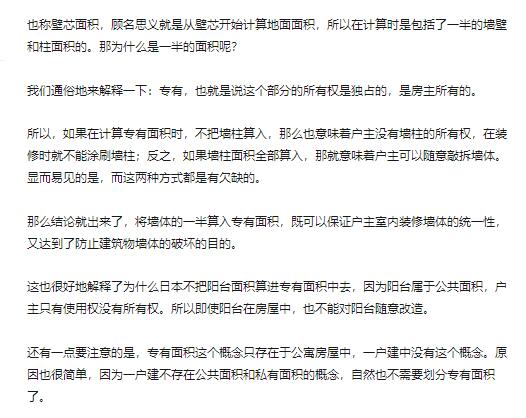 也称壁芯面积，顾名思义就是从壁芯开始计算地面面积，所以在计算时是包括了一半的墙壁
和柱面积的。那为什么是一半的面积呢？
我们通俗地来解释一下：专有，也就是说这个部分的所有权是独占的，是房主所有的。
所以，如果在计算专有面积时，不把墙柱算入，那么也意味着户主没有墙柱的所有权，在装
修时就不能涂刷墙柱；反之，如果墙柱面积全部算入，那就意味着户主可以随意敲拆墙体。
显而易见的是，而这两种方式都是有欠缺的。
那么结论就出来了，将墙体的一半算入专有面积，既可以保证户主室内装修墙体的统一性，
又达到了防止建筑物墙体的破坏的目的。
这也很好地解释了为什么日本不把阳台面积算进专有面积中去，因为阳台属于公共面积，户
主只有使用权没有所有权。所以即使阳台在房屋中，也不能对阳台随意改造。
还有一点要注意的是，专有面积这个概念只存在于公寓房屋中，一户建中没有这个概念。原
因也很简单，因为一户建不存在公共面积和私有面积的概念，自然也不需要划分专有面积
了。